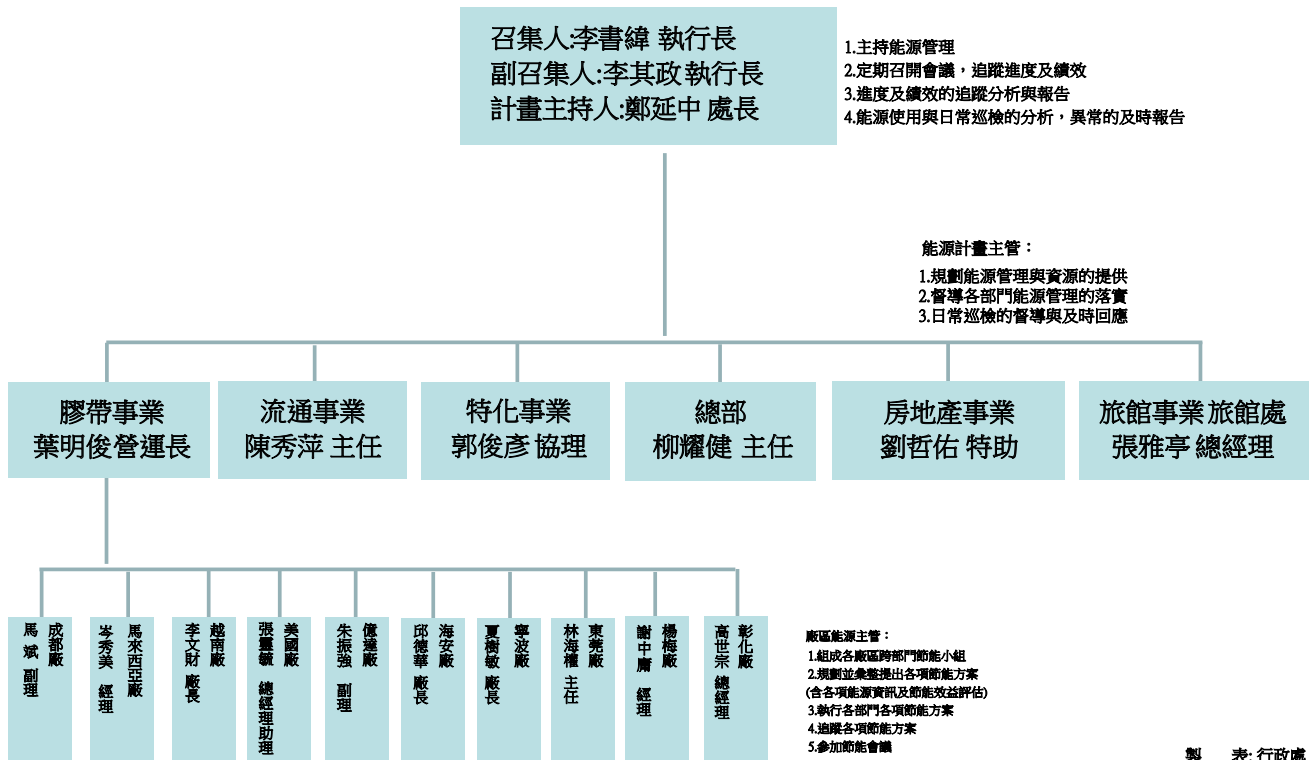 召集人:李書緯 執行長
副召集人:李其政 執行長
計畫主持人:鄭延中 處長
1.主持能源管理
2.定期召開會議，追蹤進度及績效
3.進度及績效的追蹤分析與報告
4.能源使用與日常巡檢的分析，異常的及時報告
能源計畫主管：
1.規劃能源管理與資源的提供
2.督導各部門能源管理的落實
3.日常巡檢的督導與及時回應
膠帶事業
葉明俊營運長
流通事業
陳秀萍 主任
特化事業
郭俊彥 協理
總部
柳耀健 主任
房地產事業
劉哲佑 特助
旅館事業 旅館處
張雅亭 總經理
成都廠
馬 斌 副理
馬來西亞廠
岑秀美 經理
越南廠
李文財 廠長
美國廠
張靈毓 總經理助理
億達廠
朱振強 副理
海安廠
邱德華 廠長
寧波廠
夏樹敏 廠長
東莞廠
林海權 主任
楊梅廠
謝中庸 經理
彰化廠
高世宗 總經理
廠區能源主管：
1.組成各廠區跨部門節能小組
2.規劃並彙整提出各項節能方案
(含各項能源資訊及節能效益評估)
3.執行各部門各項節能方案
4.追蹤各項節能方案
5.參加節能會議
製 表: 行政處